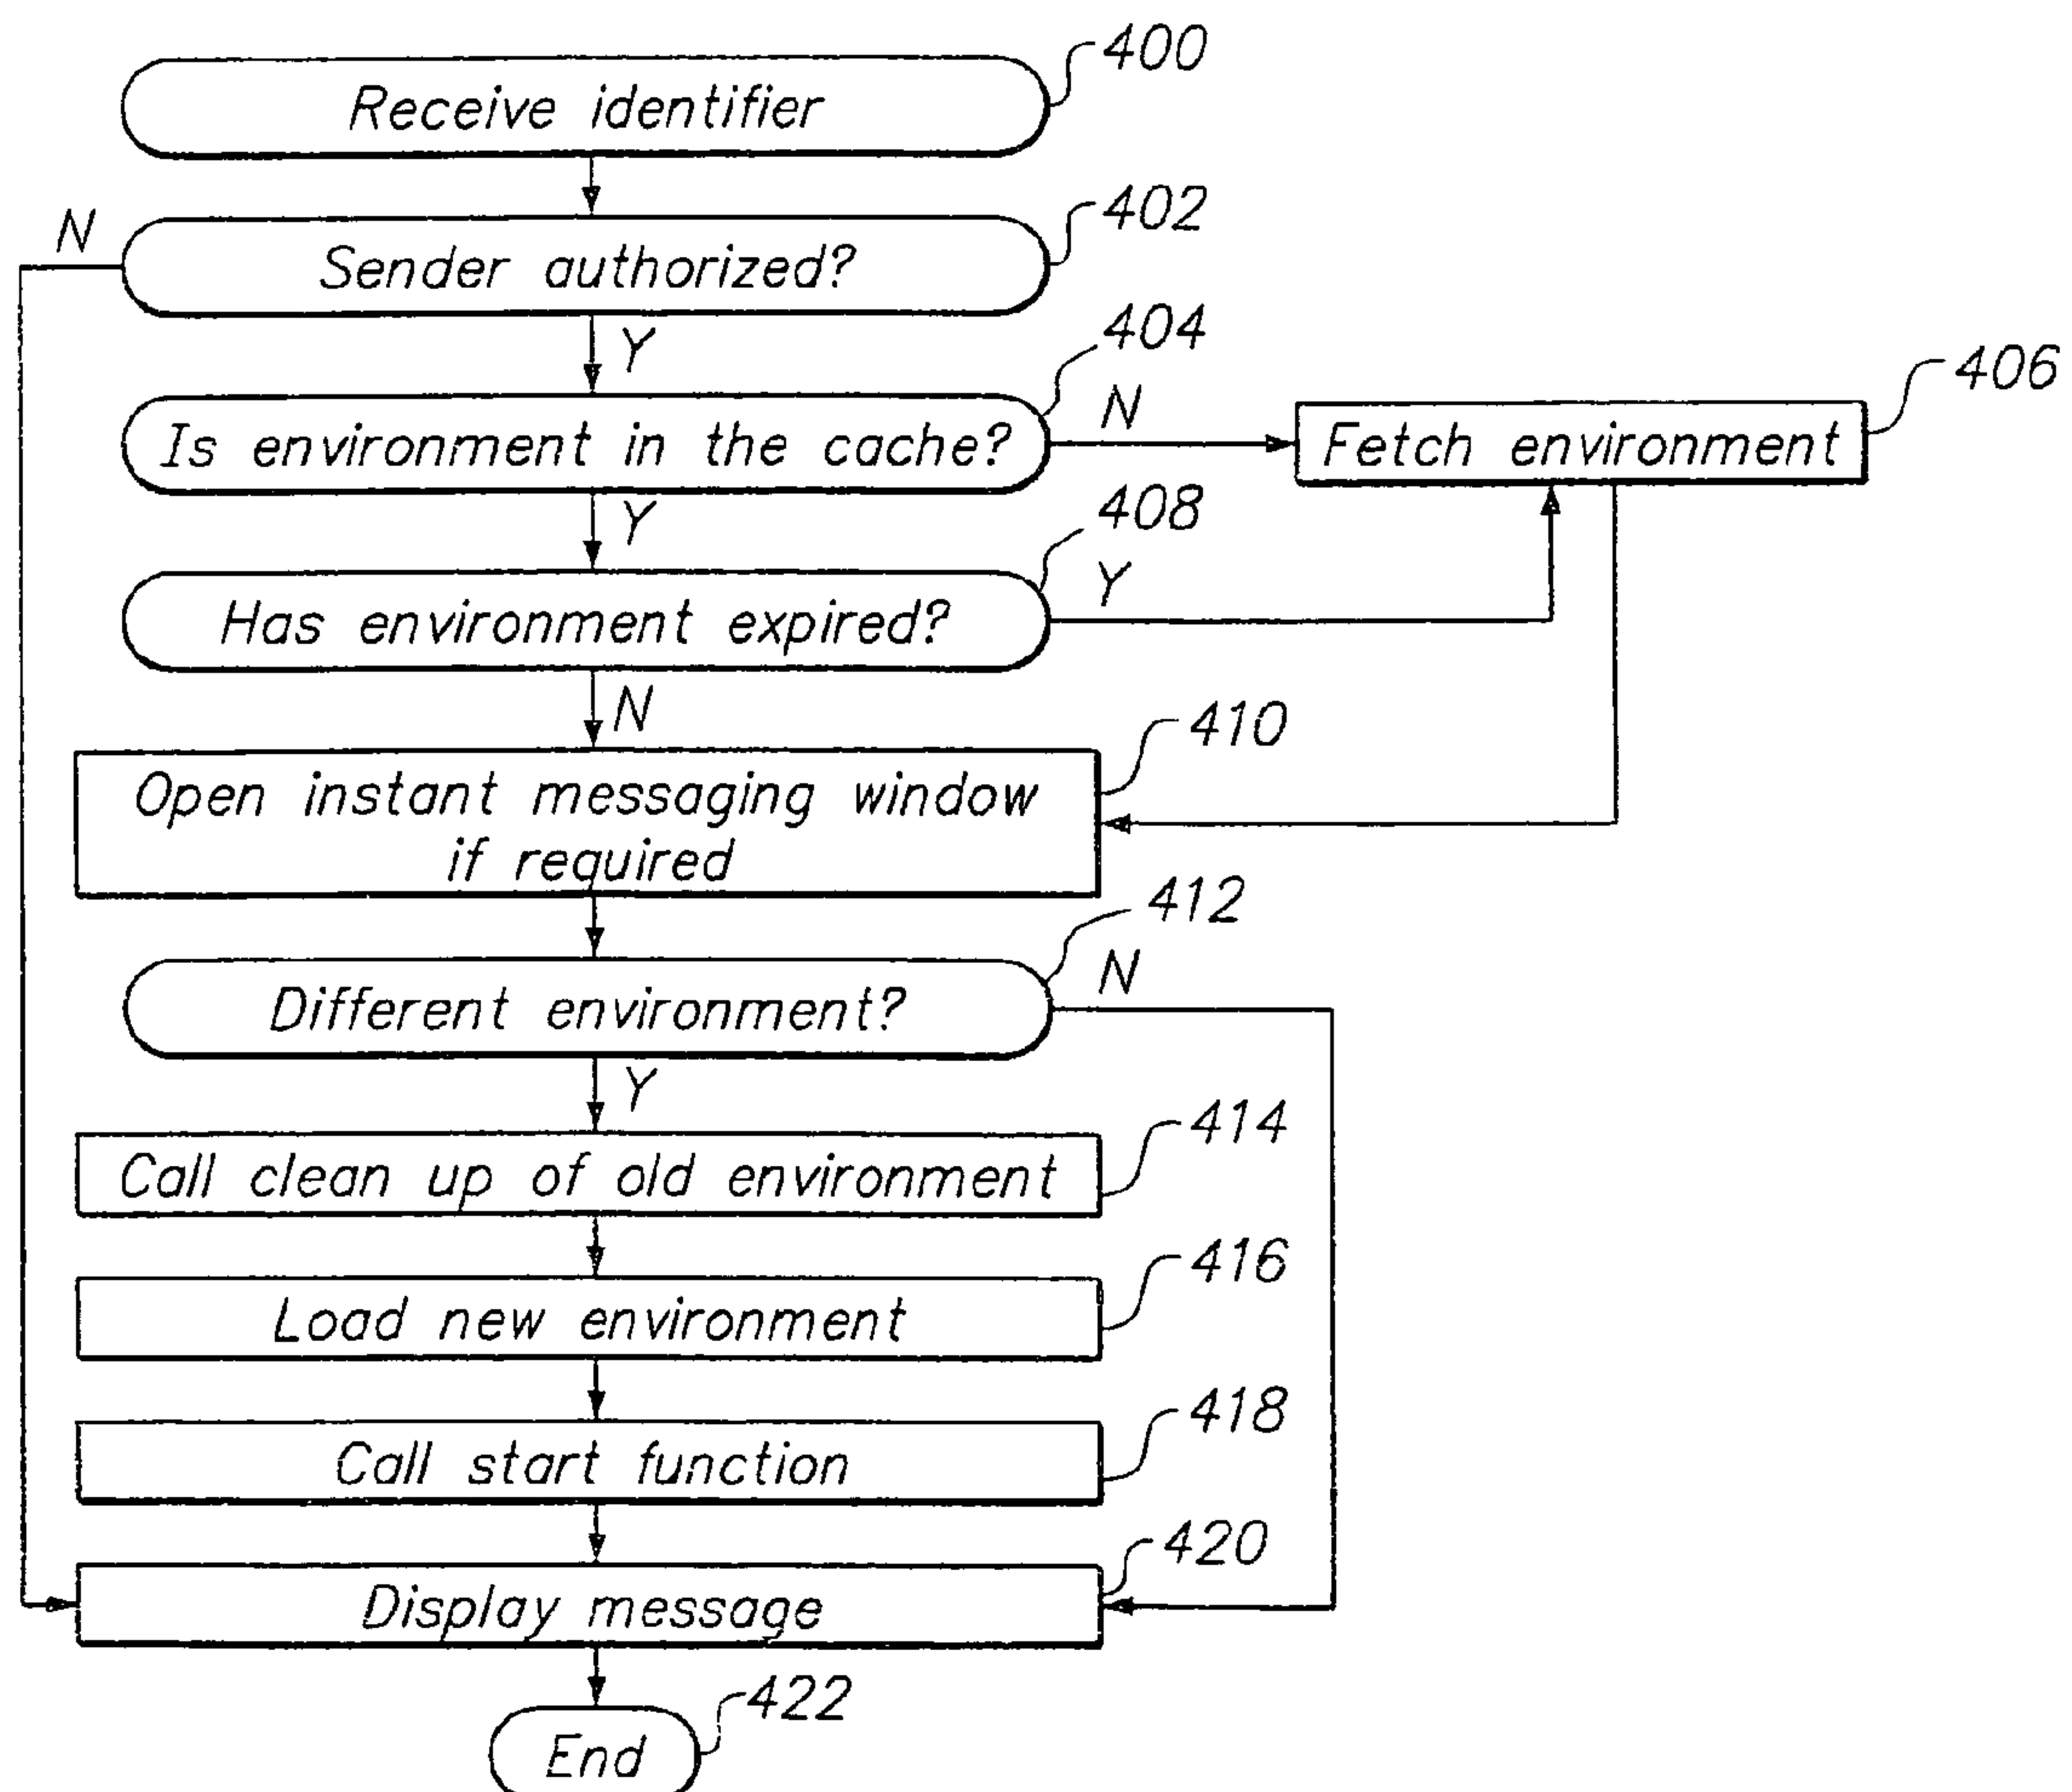 400
Receive identifier
402
N
Sender authorized?
Y
404
406
Is environment in the cache?
N
Fetch environment
Y
408
Has environment expired?
Y
N
410
Open instant messaging window
if required
412
Different environment?
N
Y
414
Call clean up of old environment
416
Load new environment
418
Call start function
420
Display message
422
End